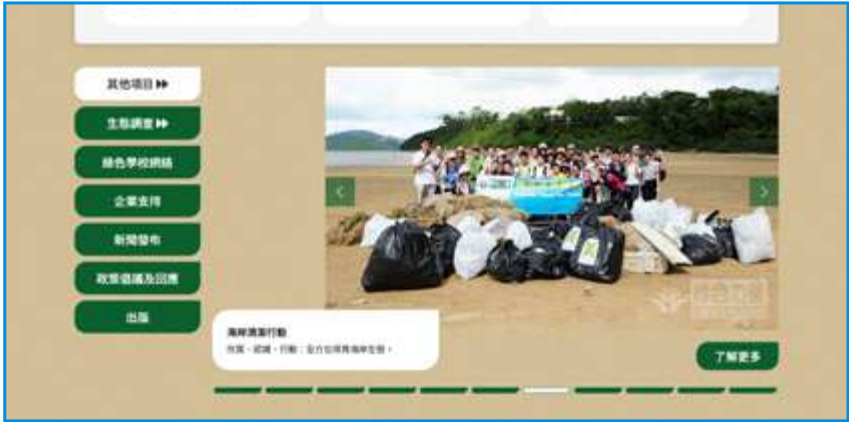 其他項目
生態調查
綠色學校網絡
企業支持
新聞發布
政策倡議及回應
出版
海岸清潔行動
了解更多